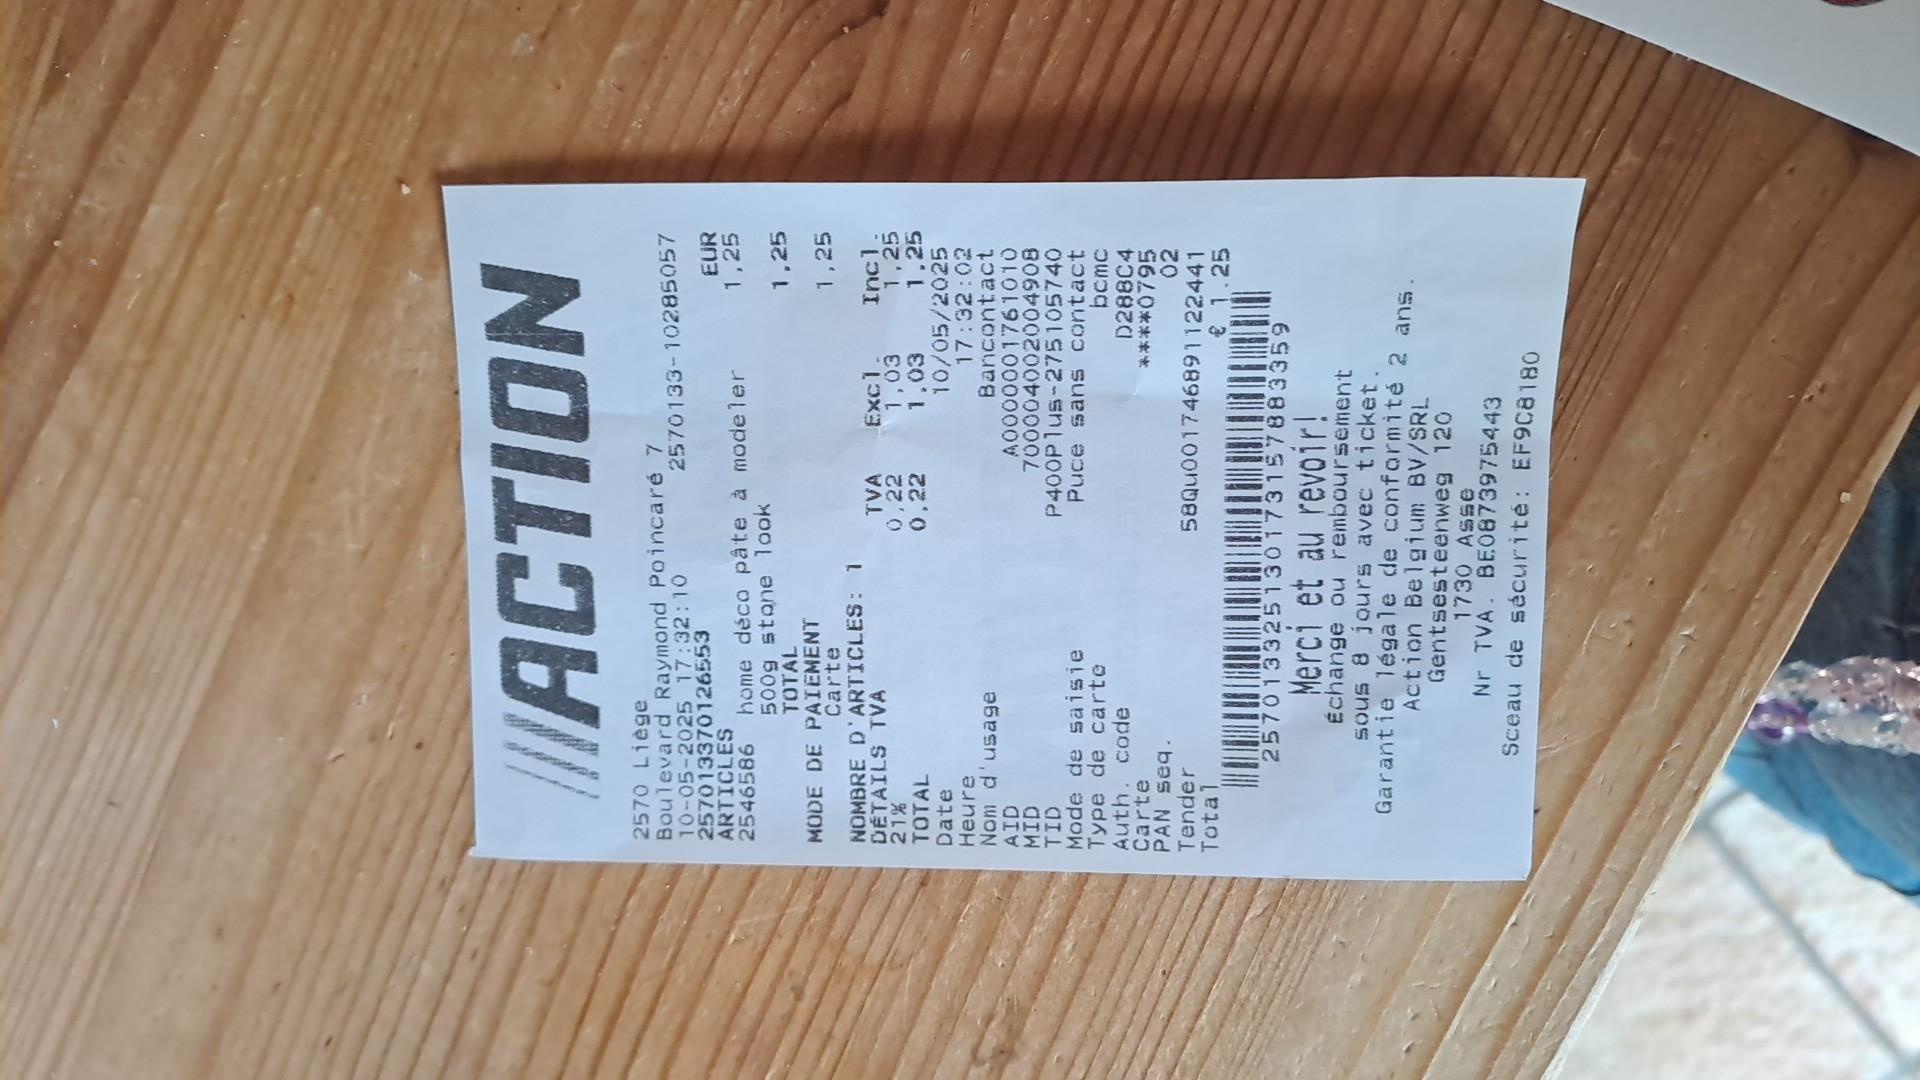 ///ACTION
2570 Liège
Boulevard Raymond Poincaré 7
10-05-2025 17:32:10 2570133-10285057
257013370126553
ARTICLES EUR
2546586 home déco pâte à modeler 1,25
500g stone look
TOTAL 1,25
MODE DE PAIEMENT
Carte 1,25
NOMBRE D'ARTICLES: 1
DÉTAILS TVA TVA Excl. Incl.
21% 0,22 1,03 1,25
TOTAL 0,22 1,03 1,25
Date 10/05/2025
Heure 17:32:02
Nom d'usage Bancontact
AID A0000001761010
MID 700004002004908
TID P400Plus-275105740
Mode de saisie Puce sans contact
Type de carte bcmc
Auth. code D288C4
Carte ****0795
PAN seq. 02
Tender 58Qu001746891122441
Total € 1.25
2570133251301731578833359
Merci et au revoir!
Échange ou remboursement
sous 8 jours avec ticket.
Garantie légale de conformité 2 ans.
Action Belgium BV/SRL
Gentsesteenweg 120
1730 Asse
Nr TVA. BE0873975443
Sceau de sécurité: EF9C81B0